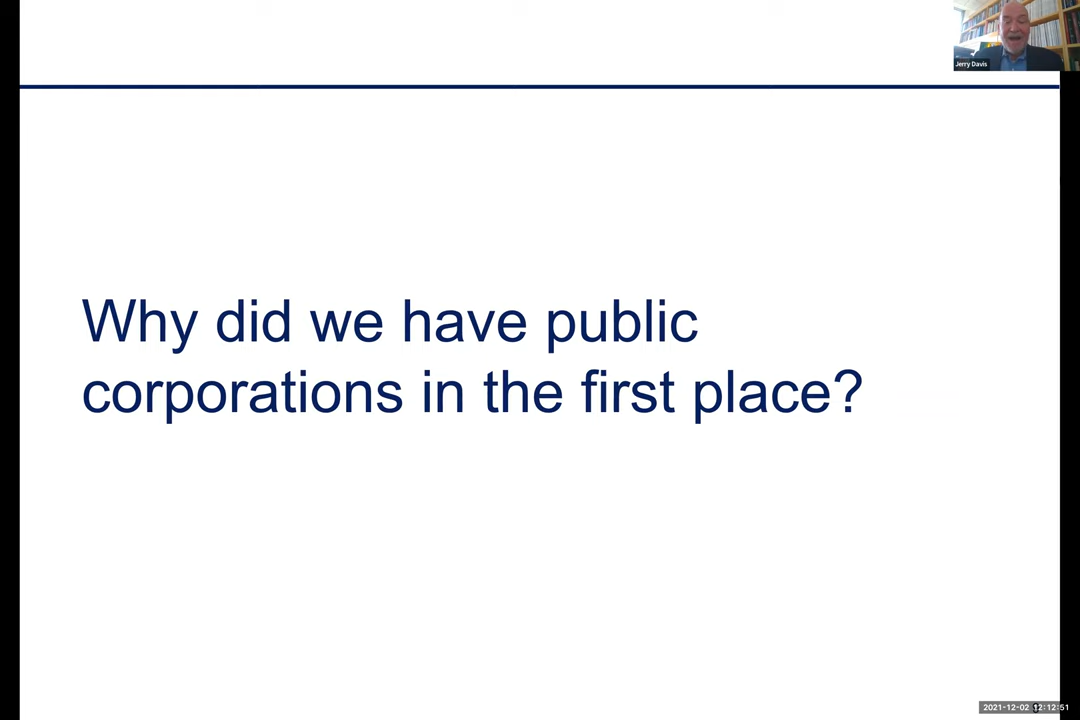 Jerry Davis
Why did we have public
corporations in the first place?
2021-12-02 12:12:51